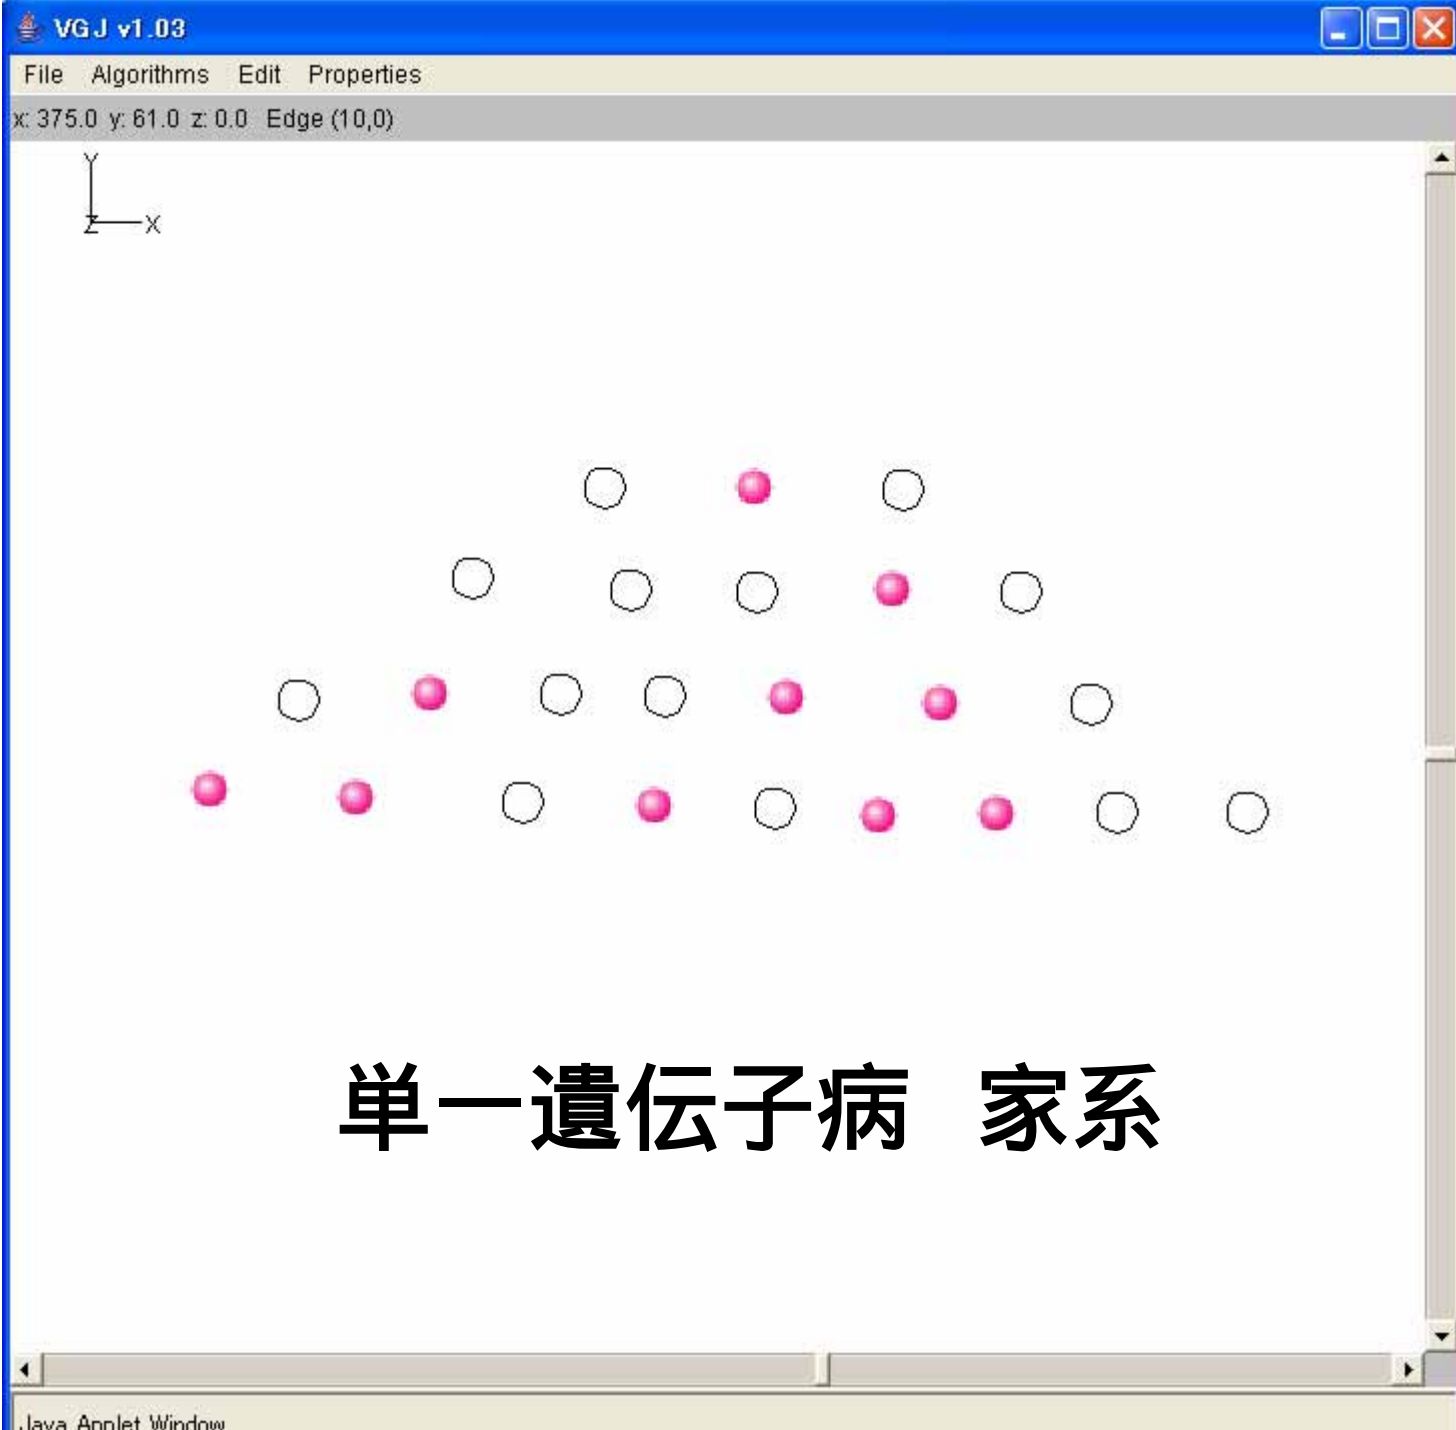 VGJ v1.03
File Algorithms Edit Properties
x: 375.0 y: 61.0 z: 0.0 Edge (10,0)
Y
Z X
単一遺伝子病 家系
Java Applet Window